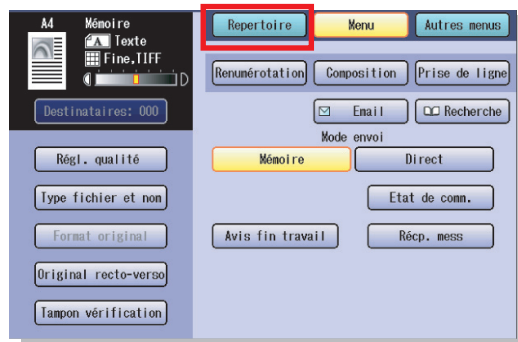 A4 Mémoire
A Texte
Fine,TIFF
D
Destinataires: 000
Régl. qualité
Type fichier et nom
Format original
Original recto-verso
Tampon vérification
Repertoire Menu Autres menus
Renumérotation Composition Prise de ligne
Email Recherche
Mode envoi
Mémoire Direct
Etat de comm.
Avis fin travail Récp. mess